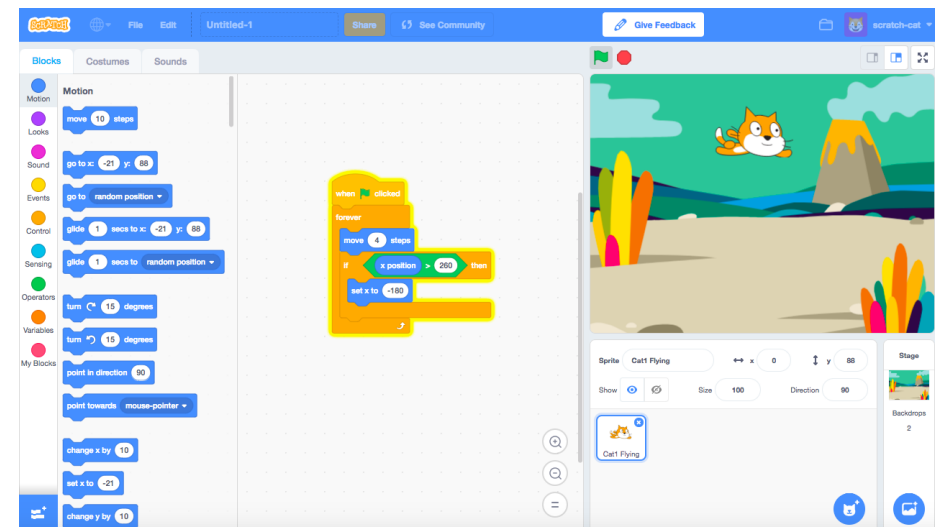 SCRATCH
File Edit Untitled-1 Share See Community Give Feedback scratch-cat
Blocks Costumes Sounds
Motion
Looks
Sound
Events
Control
Sensing
Operators
Variables
My Blocks
Motion
move 10 steps
go to x: -21 y: 88
go to random position
glide 1 secs to x: -21 y: 88
glide 1 secs to random position
turn 15 degrees
turn 15 degrees
point in direction 90
point towards mouse-pointer
change x by 10
set x to -21
change y by 10
when clicked
forever
move 4 steps
if x position > 260 then
set x to -180
Sprite Cat1 Flying x 0 y 88
Show Size 100 Direction 90
Cat1 Flying
Stage
Backdrops
2